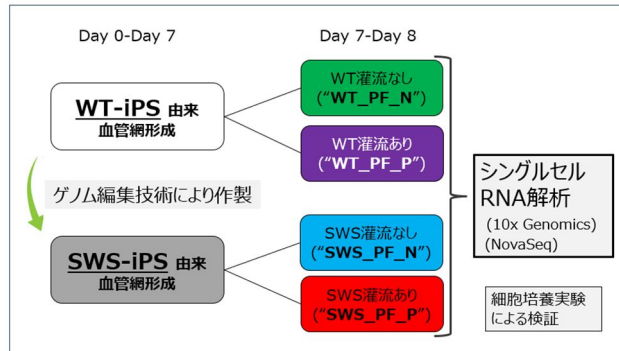 Day 0-Day 7
Day 7-Day 8
WT-iPS 由来
血管網形成
WT灌流なし
(“WT_PF_N”)
WT灌流あり
(“WT_PF_P”)
ゲノム編集技術により作製
SWS-iPS 由来
血管網形成
SWS灌流なし
(“SWS_PF_N”)
SWS灌流あり
(“SWS_PF_P”)
シングルセル
RNA解析
(10x Genomics)
(NovaSeq)
細胞培養実験
による検証